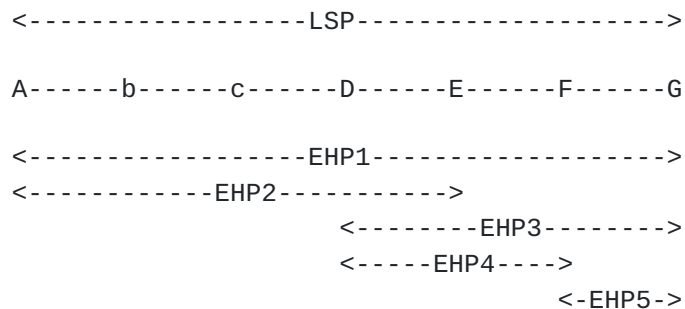 <------------------LSP------------------->
A------b------c------D------E------F------G
<------------------EHP1------------------->
<------------EHP2----------->
<--------EHP3-------->
<-----EHP4---->
<-EHP5->